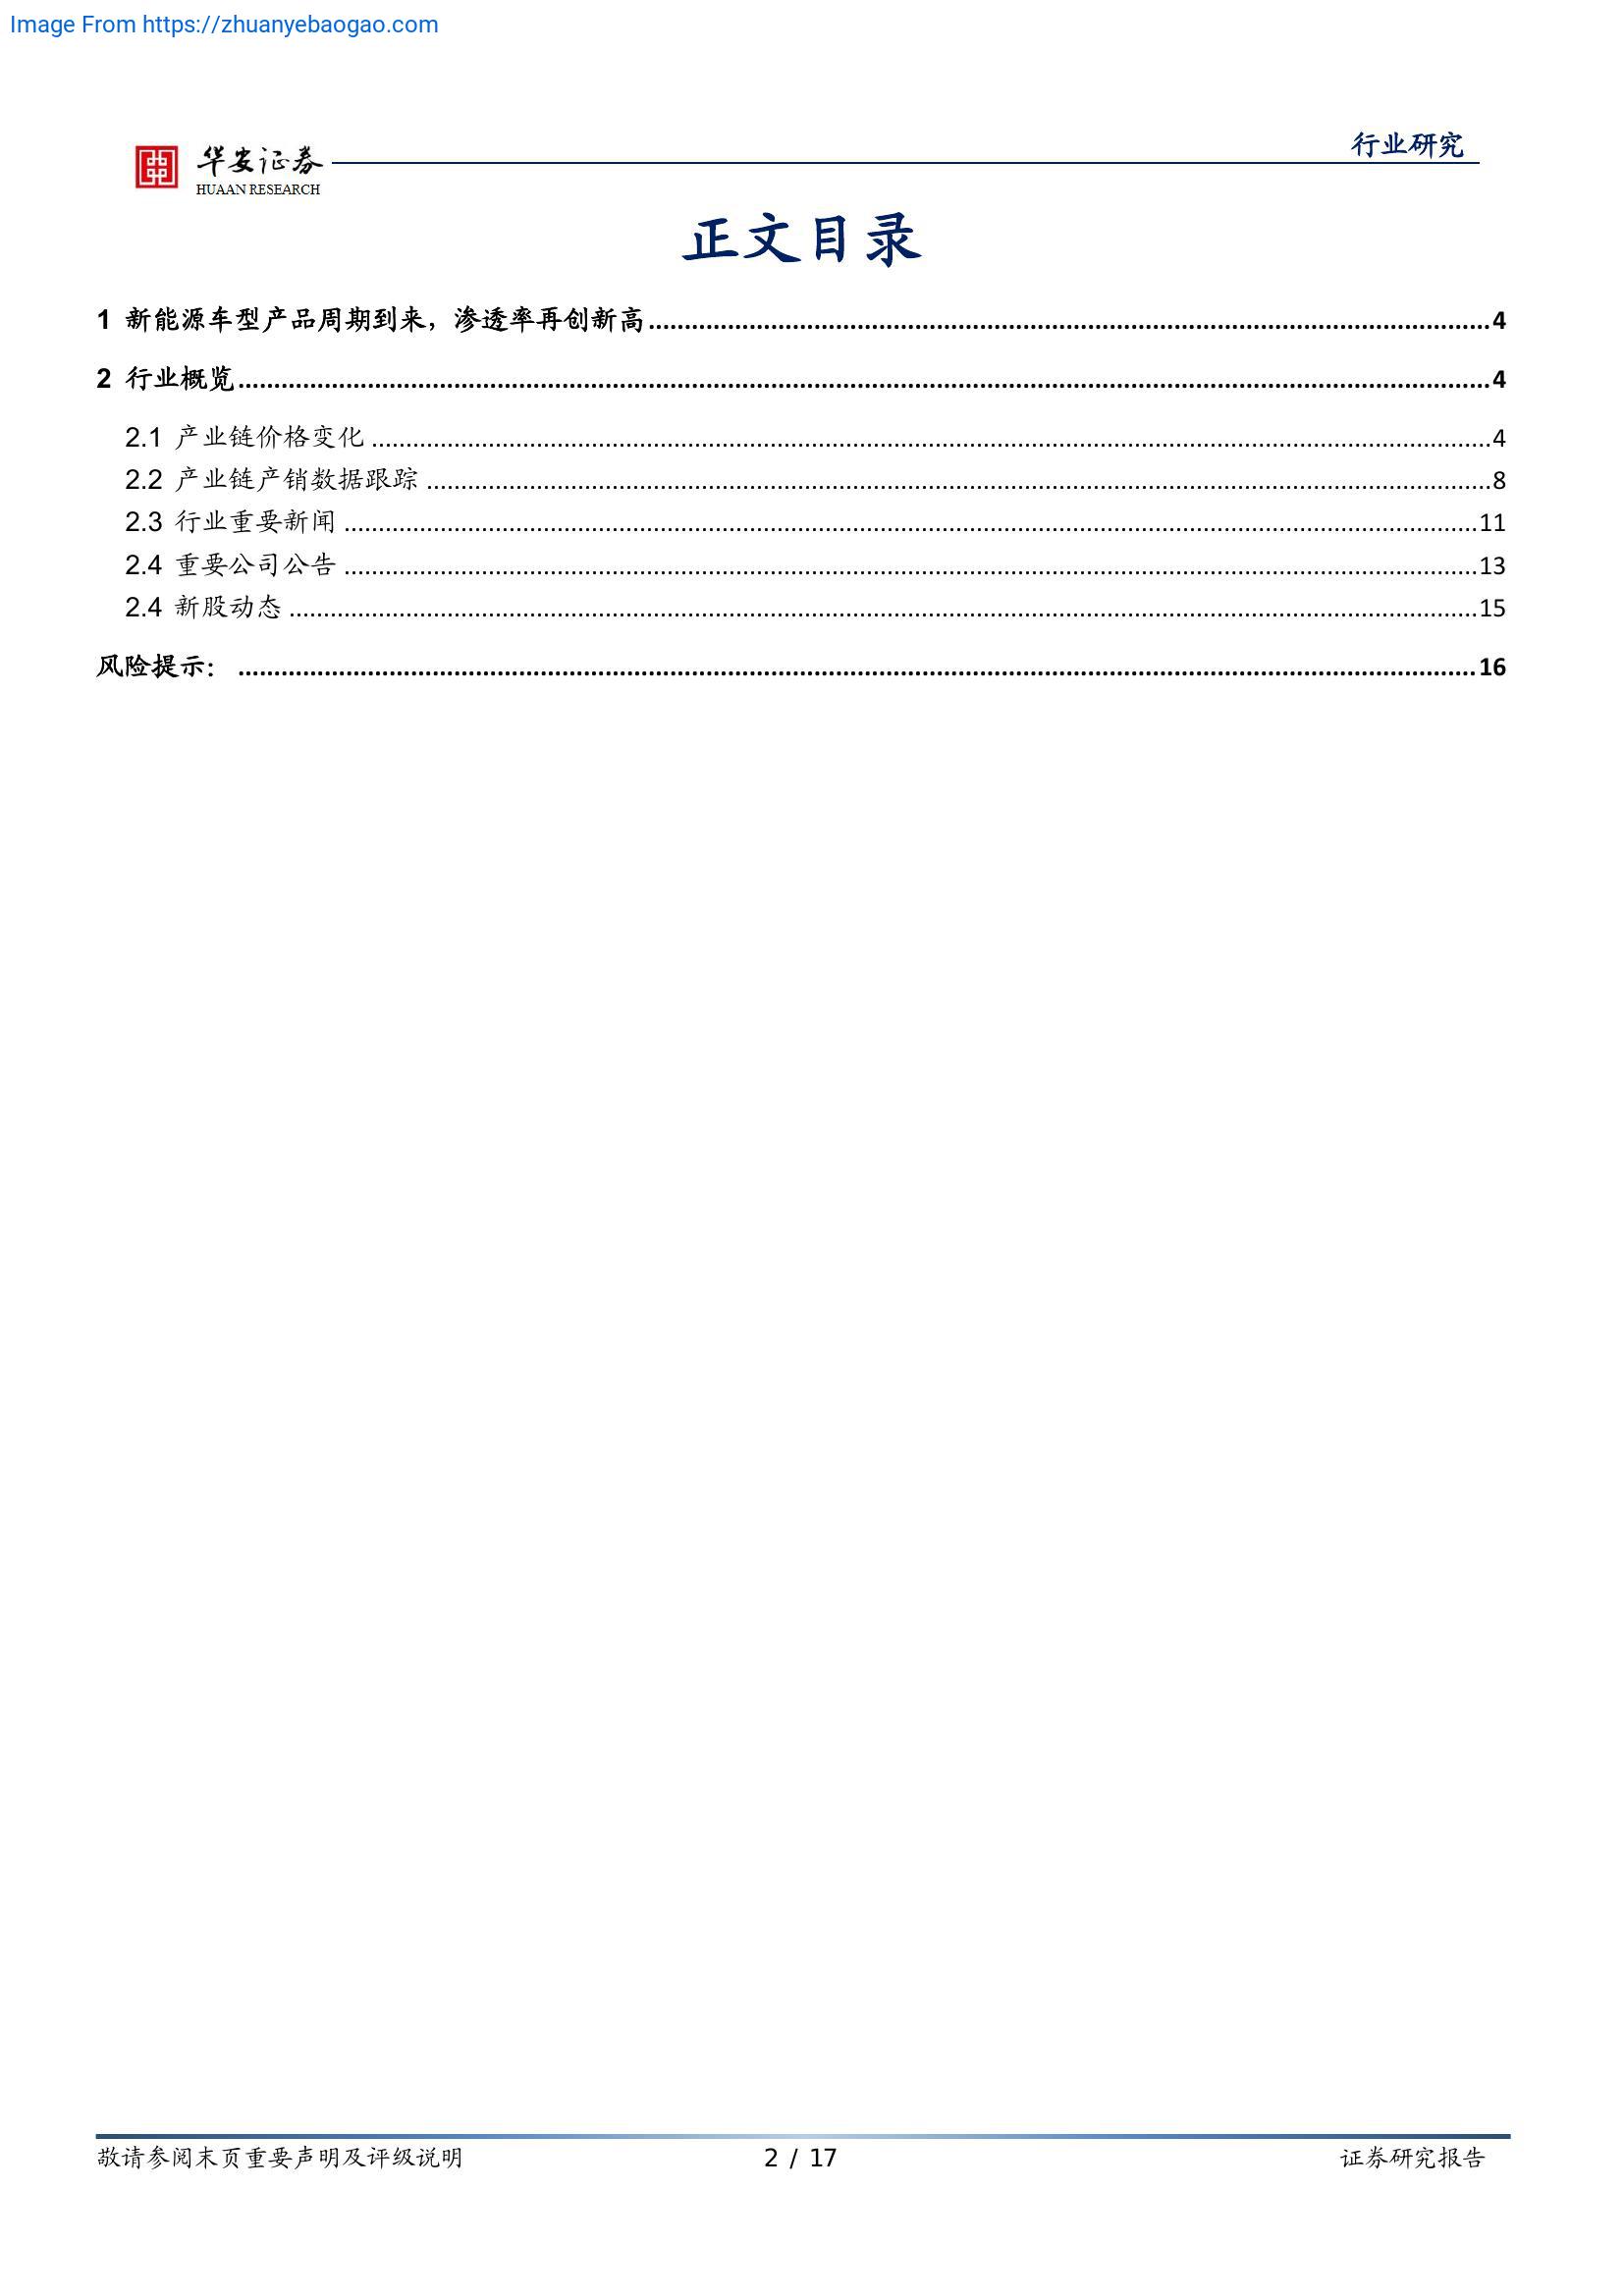 Image From https://zhuanyebaogao.com
行业研究
华安证券
HUAAN RESEARCH
正文目录
1 新能源车型产品周期到来，渗透率再创新高................4
2 行业概览................4
2.1 产业链价格变化................4
2.2 产业链产销数据跟踪................8
2.3 行业重要新闻................11
2.4 重要公司公告................13
2.4 新股动态................15
风险提示：................16
敬请参阅末页重要声明及评级说明 2 / 17 证券研究报告